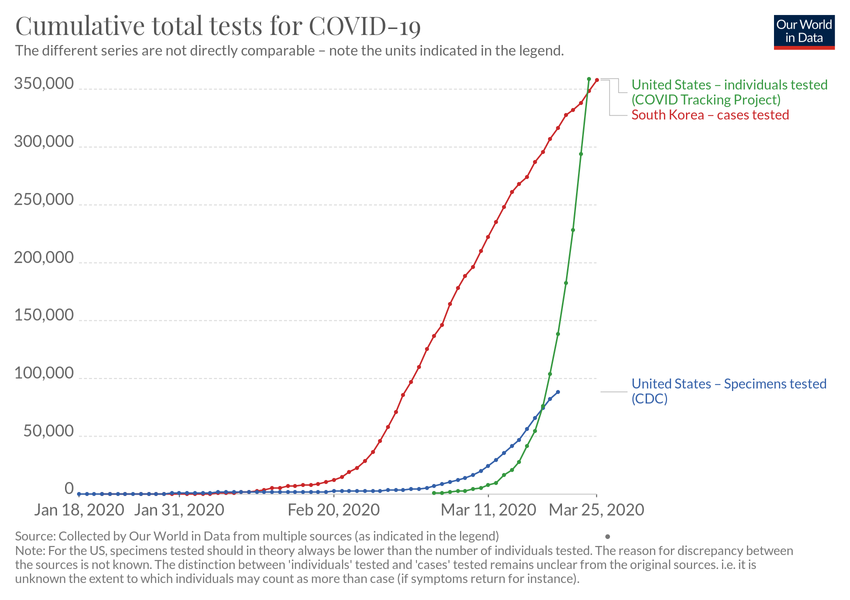 Cumulative total tests for COVID-19
The different series are not directly comparable – note the units indicated in the legend.
Our World
in Data
350,000
300,000
250,000
200,000
150,000
100,000
50,000
0
United States – individuals tested
(COVID Tracking Project)
South Korea – cases tested
United States – Specimens tested
(CDC)
Jan 18, 2020 Jan 31, 2020 Feb 20, 2020 Mar 11, 2020 Mar 25, 2020
Source: Collected by Our World in Data from multiple sources (as indicated in the legend)
Note: For the US, specimens tested should in theory always be lower than the number of individuals tested. The reason for discrepancy between
the sources is not known. The distinction between 'individuals' tested and 'cases' tested remains unclear from the original sources. i.e. it is
unknown the extent to which individuals may count as more than case (if symptoms return for instance).